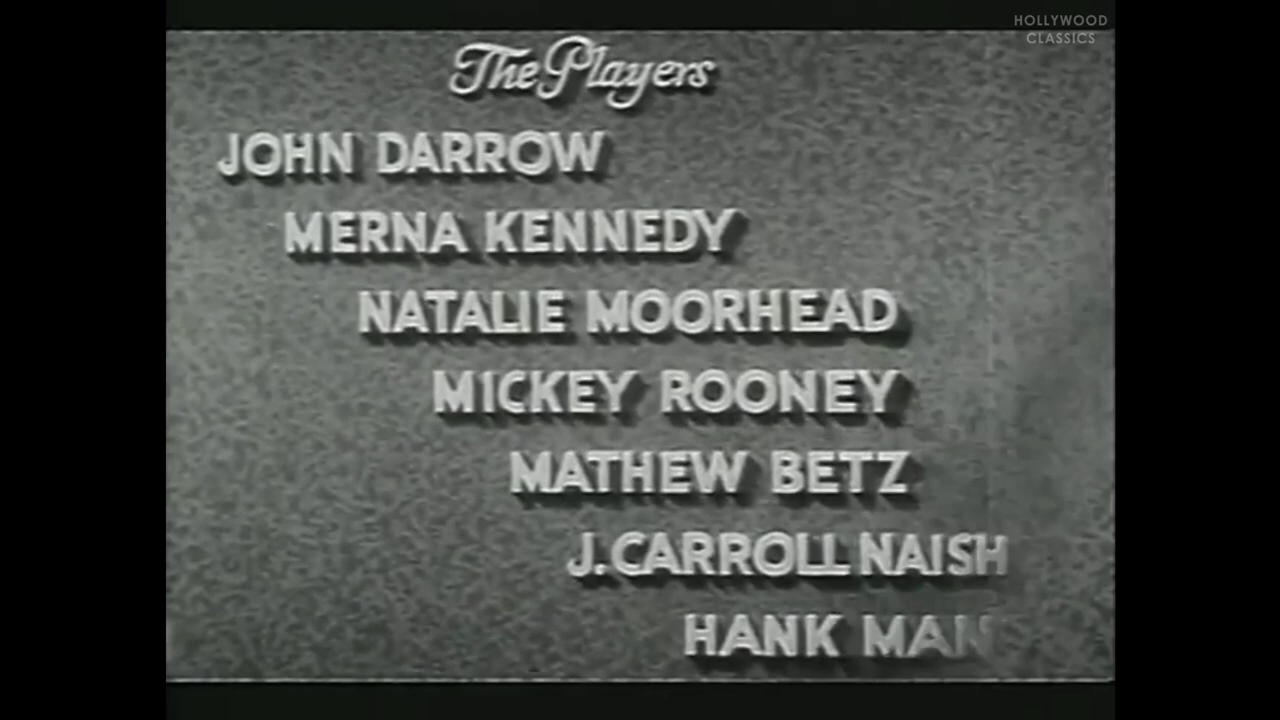 HOLLYWOOD
CLASSICS
The Players
JOHN DARROW
MERNA KENNEDY
NATALIE MOORHEAD
MICKEY ROONEY
MATHEW BETZ
J. CARROLL NAISH
HANK MAN